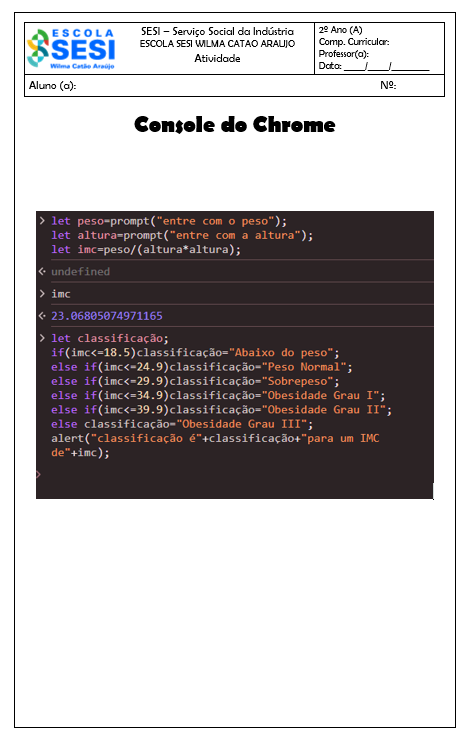 ESCOLA
SESI
Wilma Catão Araújo
SESI – Serviço Social da Indústria
ESCOLA SESI WILMA CATAO ARAUJO
Atividade
2º Ano (A)
Comp. Curricular:
Professor(a):
Data: ____/____/________
Aluno (a): Nº:
Console do Chrome
> let peso=prompt("entre com o peso");
let altura=prompt("entre com a altura");
let imc=peso/(altura*altura);
undefined
> imc
23.06805074971165
> let classificação;
if(imc<=18.5)classificação="Abaixo do peso";
else if(imc<=24.9)classificação="Peso Normal";
else if(imc<=29.9)classificação="Sobrepeso";
else if(imc<=34.9)classificação="Obesidade Grau I";
else if(imc<=39.9)classificação="Obesidade Grau II";
else classificação="Obesidade Grau III";
alert("classificação é"+classificação+"para um IMC
de"+imc);
>